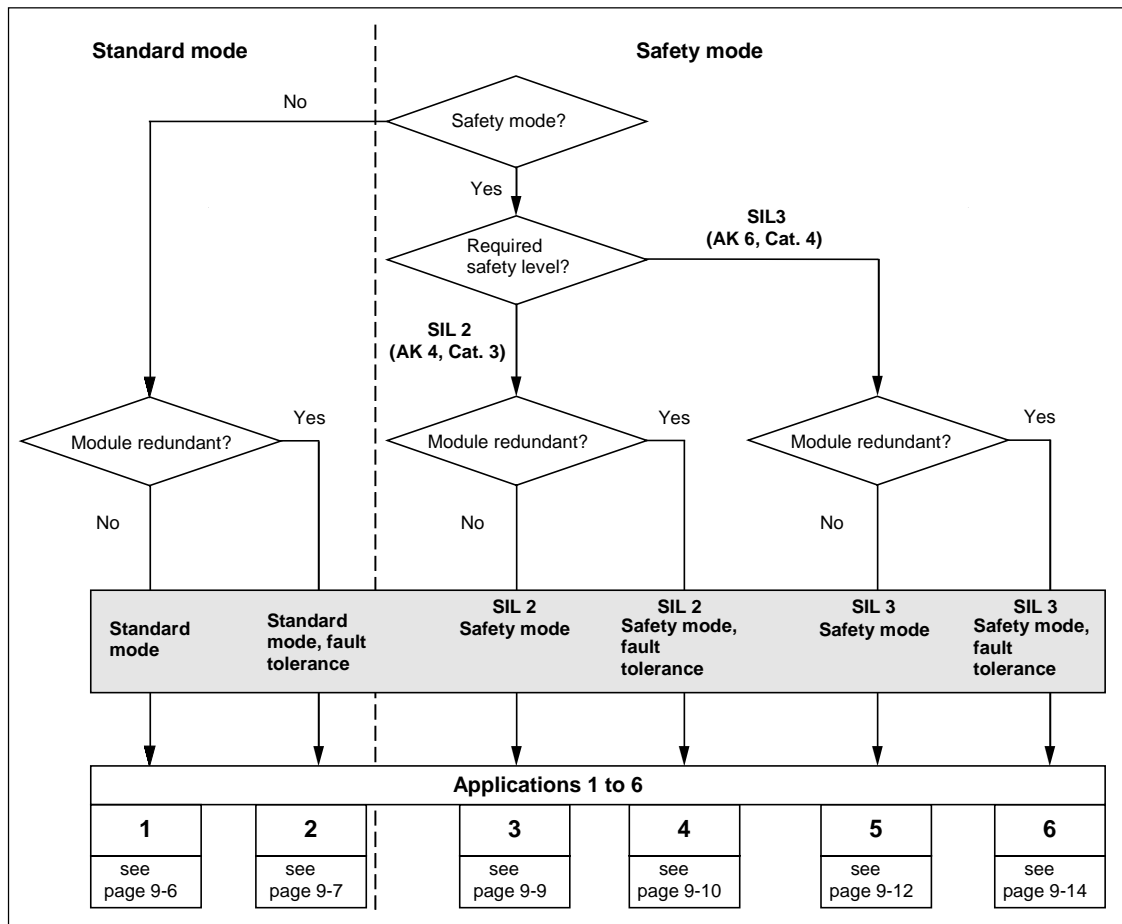 Standard mode
Safety mode
No
Safety mode?
Yes
SIL3
(AK 6, Cat. 4)
Required
safety level?
SIL 2
(AK 4, Cat. 3)
Yes
Yes
Yes
Module redundant?
Module redundant?
Module redundant?
No
No
No
Standard
mode
Standard
mode, fault
tolerance
SIL 2
Safety mode
SIL 2
Safety mode,
fault
tolerance
SIL 3
Safety mode
SIL 3
Safety mode,
fault
tolerance
Applications 1 to 6
1
see
page 9-6
2
see
page 9-7
3
see
page 9-9
4
see
page 9-10
5
see
page 9-12
6
see
page 9-14